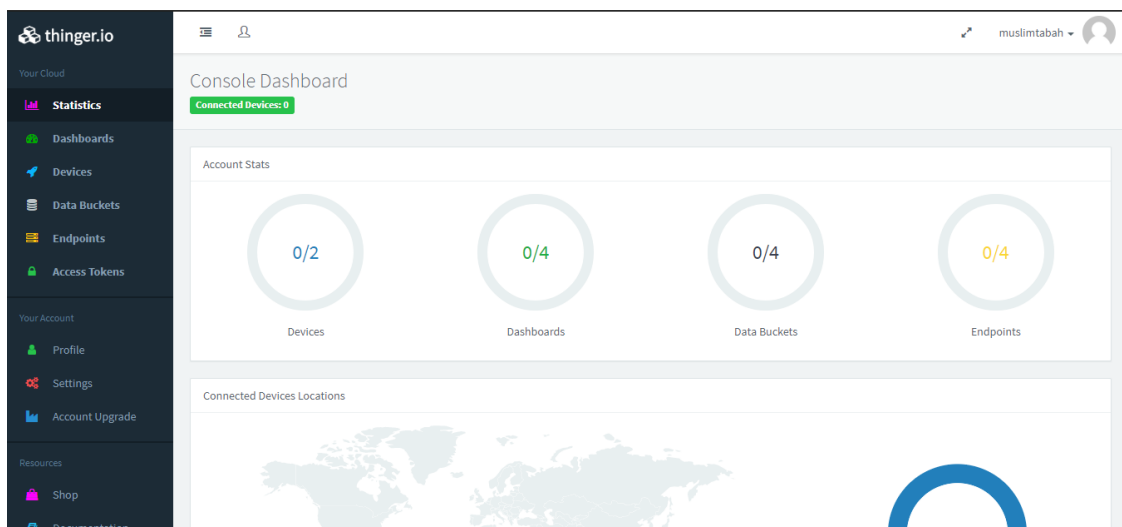 thinger.io
muslimtabah
Your Cloud
Statistics
Dashboards
Devices
Data Buckets
Endpoints
Access Tokens
Your Account
Profile
Settings
Account Upgrade
Resources
Shop
Documentation
Console Dashboard
Connected Devices: 0
Account Stats
0/2
0/4
0/4
0/4
Devices
Dashboards
Data Buckets
Endpoints
Connected Devices Locations